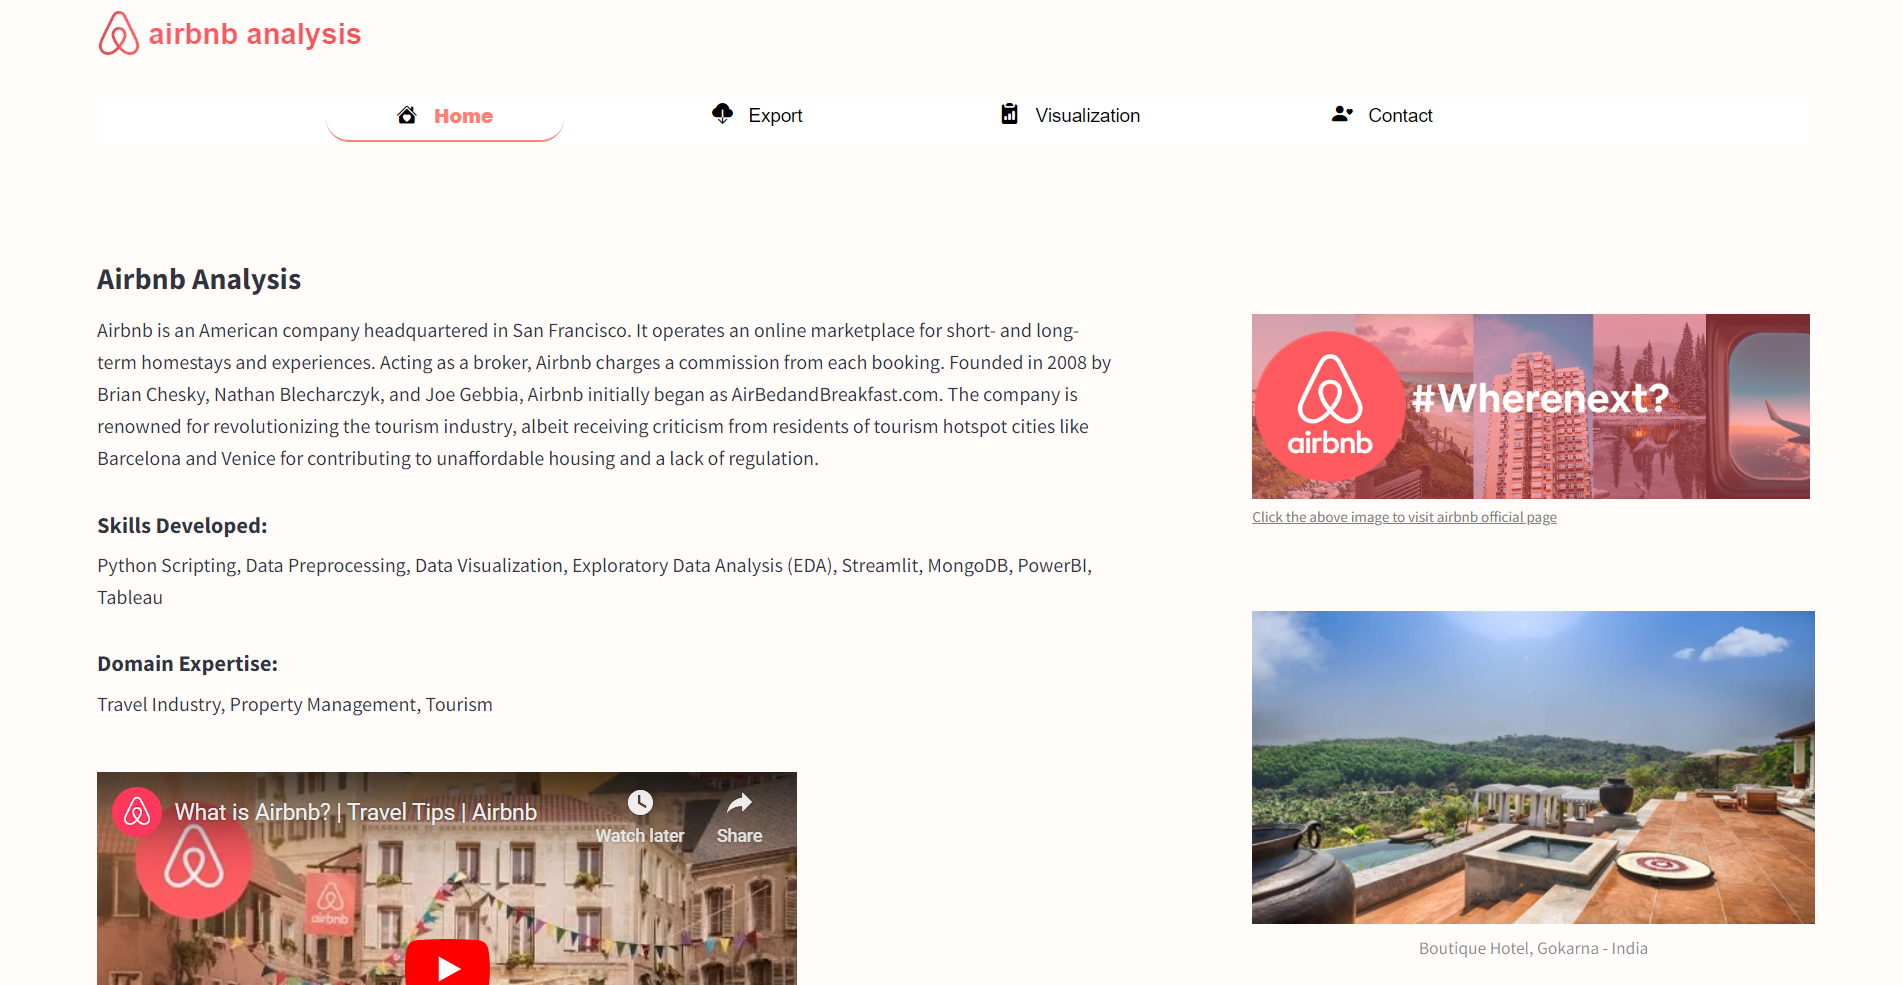 airbnb analysis
Home
Export
Visualization
Contact
Airbnb Analysis
Airbnb is an American company headquartered in San Francisco. It operates an online marketplace for short- and long-
term homestays and experiences. Acting as a broker, Airbnb charges a commission from each booking. Founded in 2008 by
Brian Chesky, Nathan Blecharczyk, and Joe Gebbia, Airbnb initially began as AirBedandBreakfast.com. The company is
renowned for revolutionizing the tourism industry, albeit receiving criticism from residents of tourism hotspot cities like
Barcelona and Venice for contributing to unaffordable housing and a lack of regulation.
Skills Developed:
Python Scripting, Data Preprocessing, Data Visualization, Exploratory Data Analysis (EDA), Streamlit, MongoDB, PowerBI,
Tableau
Domain Expertise:
Travel Industry, Property Management, Tourism
What is Airbnb? | Travel Tips | Airbnb
Watch later
Share
airbnb
#Wherenext?
airbnb
Click the above image to visit airbnb official page
Boutique Hotel, Gokarna - India